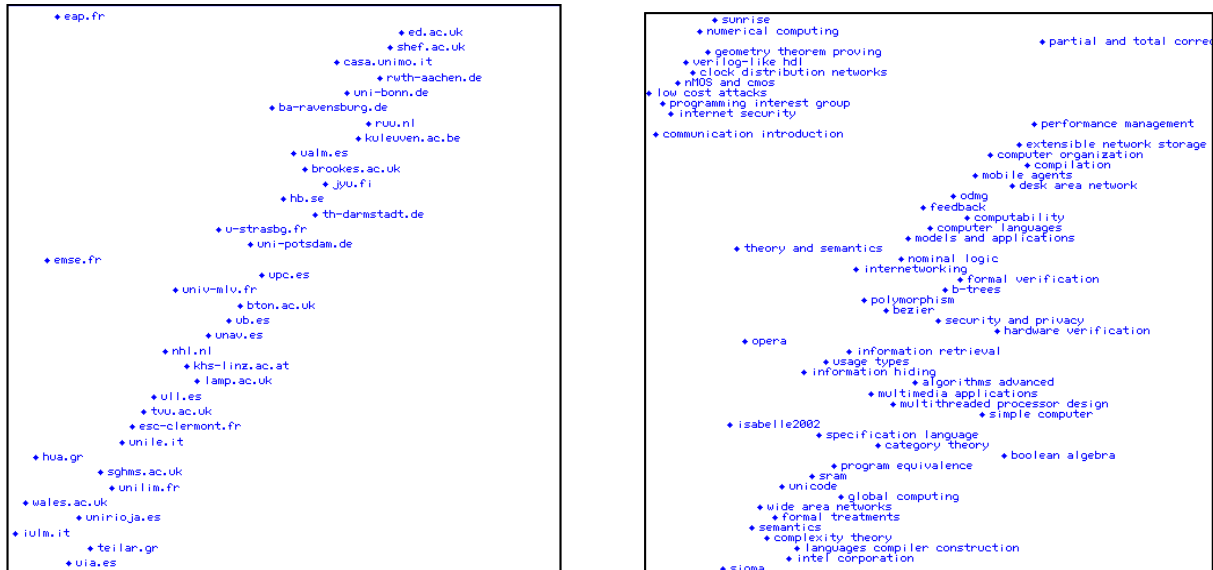 eap.fr
ed.ac.uk
shef.ac.uk
casa.unimo.it
rwth-aachen.de
uni-bonn.de
ba-ravensburg.de
ruu.nl
kuleuven.ac.be
ualm.es
brookes.ac.uk
jyu.fi
hb.se
th-darmstadt.de
u-strasbg.fr
uni-potsdam.de
emse.fr
upc.es
univ-mlv.fr
bton.ac.uk
ub.es
unav.es
nhl.nl
khs-linz.ac.at
lamp.ac.uk
ull.es
tvu.ac.uk
esc-clermont.fr
unile.it
hua.gr
sghms.ac.uk
unilim.fr
wales.ac.uk
unirioja.es
iulm.it
teilar.gr
uia.es
sunrise
numerical computing
partial and total correc
geometry theorem proving
verilog-like hdl
clock distribution networks
nMOS and cmos
low cost attacks
programming interest group
internet security
performance management
communication introduction
extensible network storage
computer organization
compilation
mobile agents
desk area network
odmg
feedback
computability
computer languages
models and applications
theory and semantics
nominal logic
internetworking
formal verification
b-trees
polymorphism
bezier
security and privacy
hardware verification
opera
information retrieval
usage types
information hiding
algorithms advanced
multimedia applications
multithreaded processor design
simple computer
isabelle2002
specification language
category theory
boolean algebra
program equivalence
sram
unicode
global computing
wide area networks
formal treatments
semantics
complexity theory
languages compiler construction
intel corporation